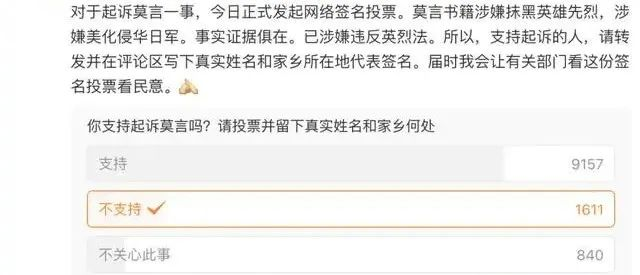 对于起诉莫言一事，今日正式发起网络签名投票。莫言书籍涉嫌抹黑英雄先烈，涉
嫌美化侵华日军。事实证据俱在。已涉嫌违反英烈法。所以，支持起诉的人，请转
发并在评论区写下真实姓名和家乡所在地代表签名。届时我会让有关部门看这份签
名投票看民意。🙏
你支持起诉莫言吗？请投票并留下真实姓名和家乡何处
支持 9157
不支持 1611
不关心此事 840